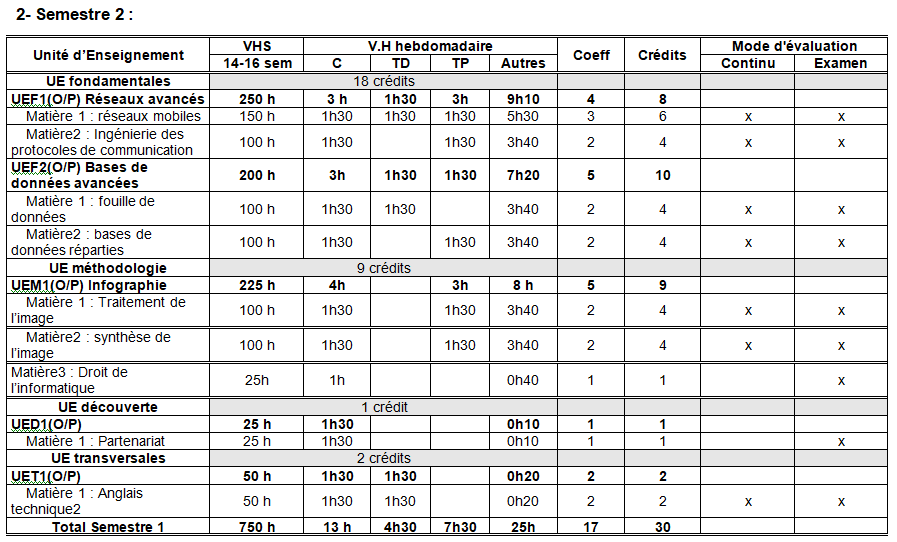 2- Semestre 2 :
Unité d'Enseignement VHS V.H hebdomadaire Coeff Crédits Mode d'évaluation
14-16 sem C TD TP Autres Continu Examen
UE fondamentales 18 crédits
UEF1(O/P) Réseaux avancés 250 h 3 h 1h30 3h 9h10 4 8
Matière 1 : réseaux mobiles 150 h 1h30 1h30 1h30 5h30 3 6 x x
Matière2 : Ingénierie des
protocoles de communication 100 h 1h30 1h30 3h40 2 4 x x
UEF2(O/P) Bases de
données avancées 200 h 3h 1h30 1h30 7h20 5 10
Matière 1 : fouille de
données 100 h 1h30 1h30 3h40 2 4 x x
Matière2 : bases de
données réparties 100 h 1h30 1h30 3h40 2 4 x x
UE méthodologie 9 crédits
UEM1(O/P) Infographie 225 h 4h 3h 8 h 5 9
Matière 1 : Traitement de
l'image 100 h 1h30 1h30 3h40 2 4 x x
Matière2 : synthèse de
l'image 100 h 1h30 1h30 3h40 2 4 x x
Matière3 : Droit de
l'informatique 25h 1h 0h40 1 1 x
UE découverte 1 crédit
UED1(O/P) 25 h 1h30 0h10 1 1
Matière 1 : Partenariat 25 h 1h30 0h10 1 1 x
UE transversales 2 crédits
UET1(O/P) 50 h 1h30 1h30 0h20 2 2
Matière 1 : Anglais
technique2 50 h 1h30 1h30 0h20 2 2 x x
Total Semestre 1 750 h 13 h 4h30 7h30 25h 17 30